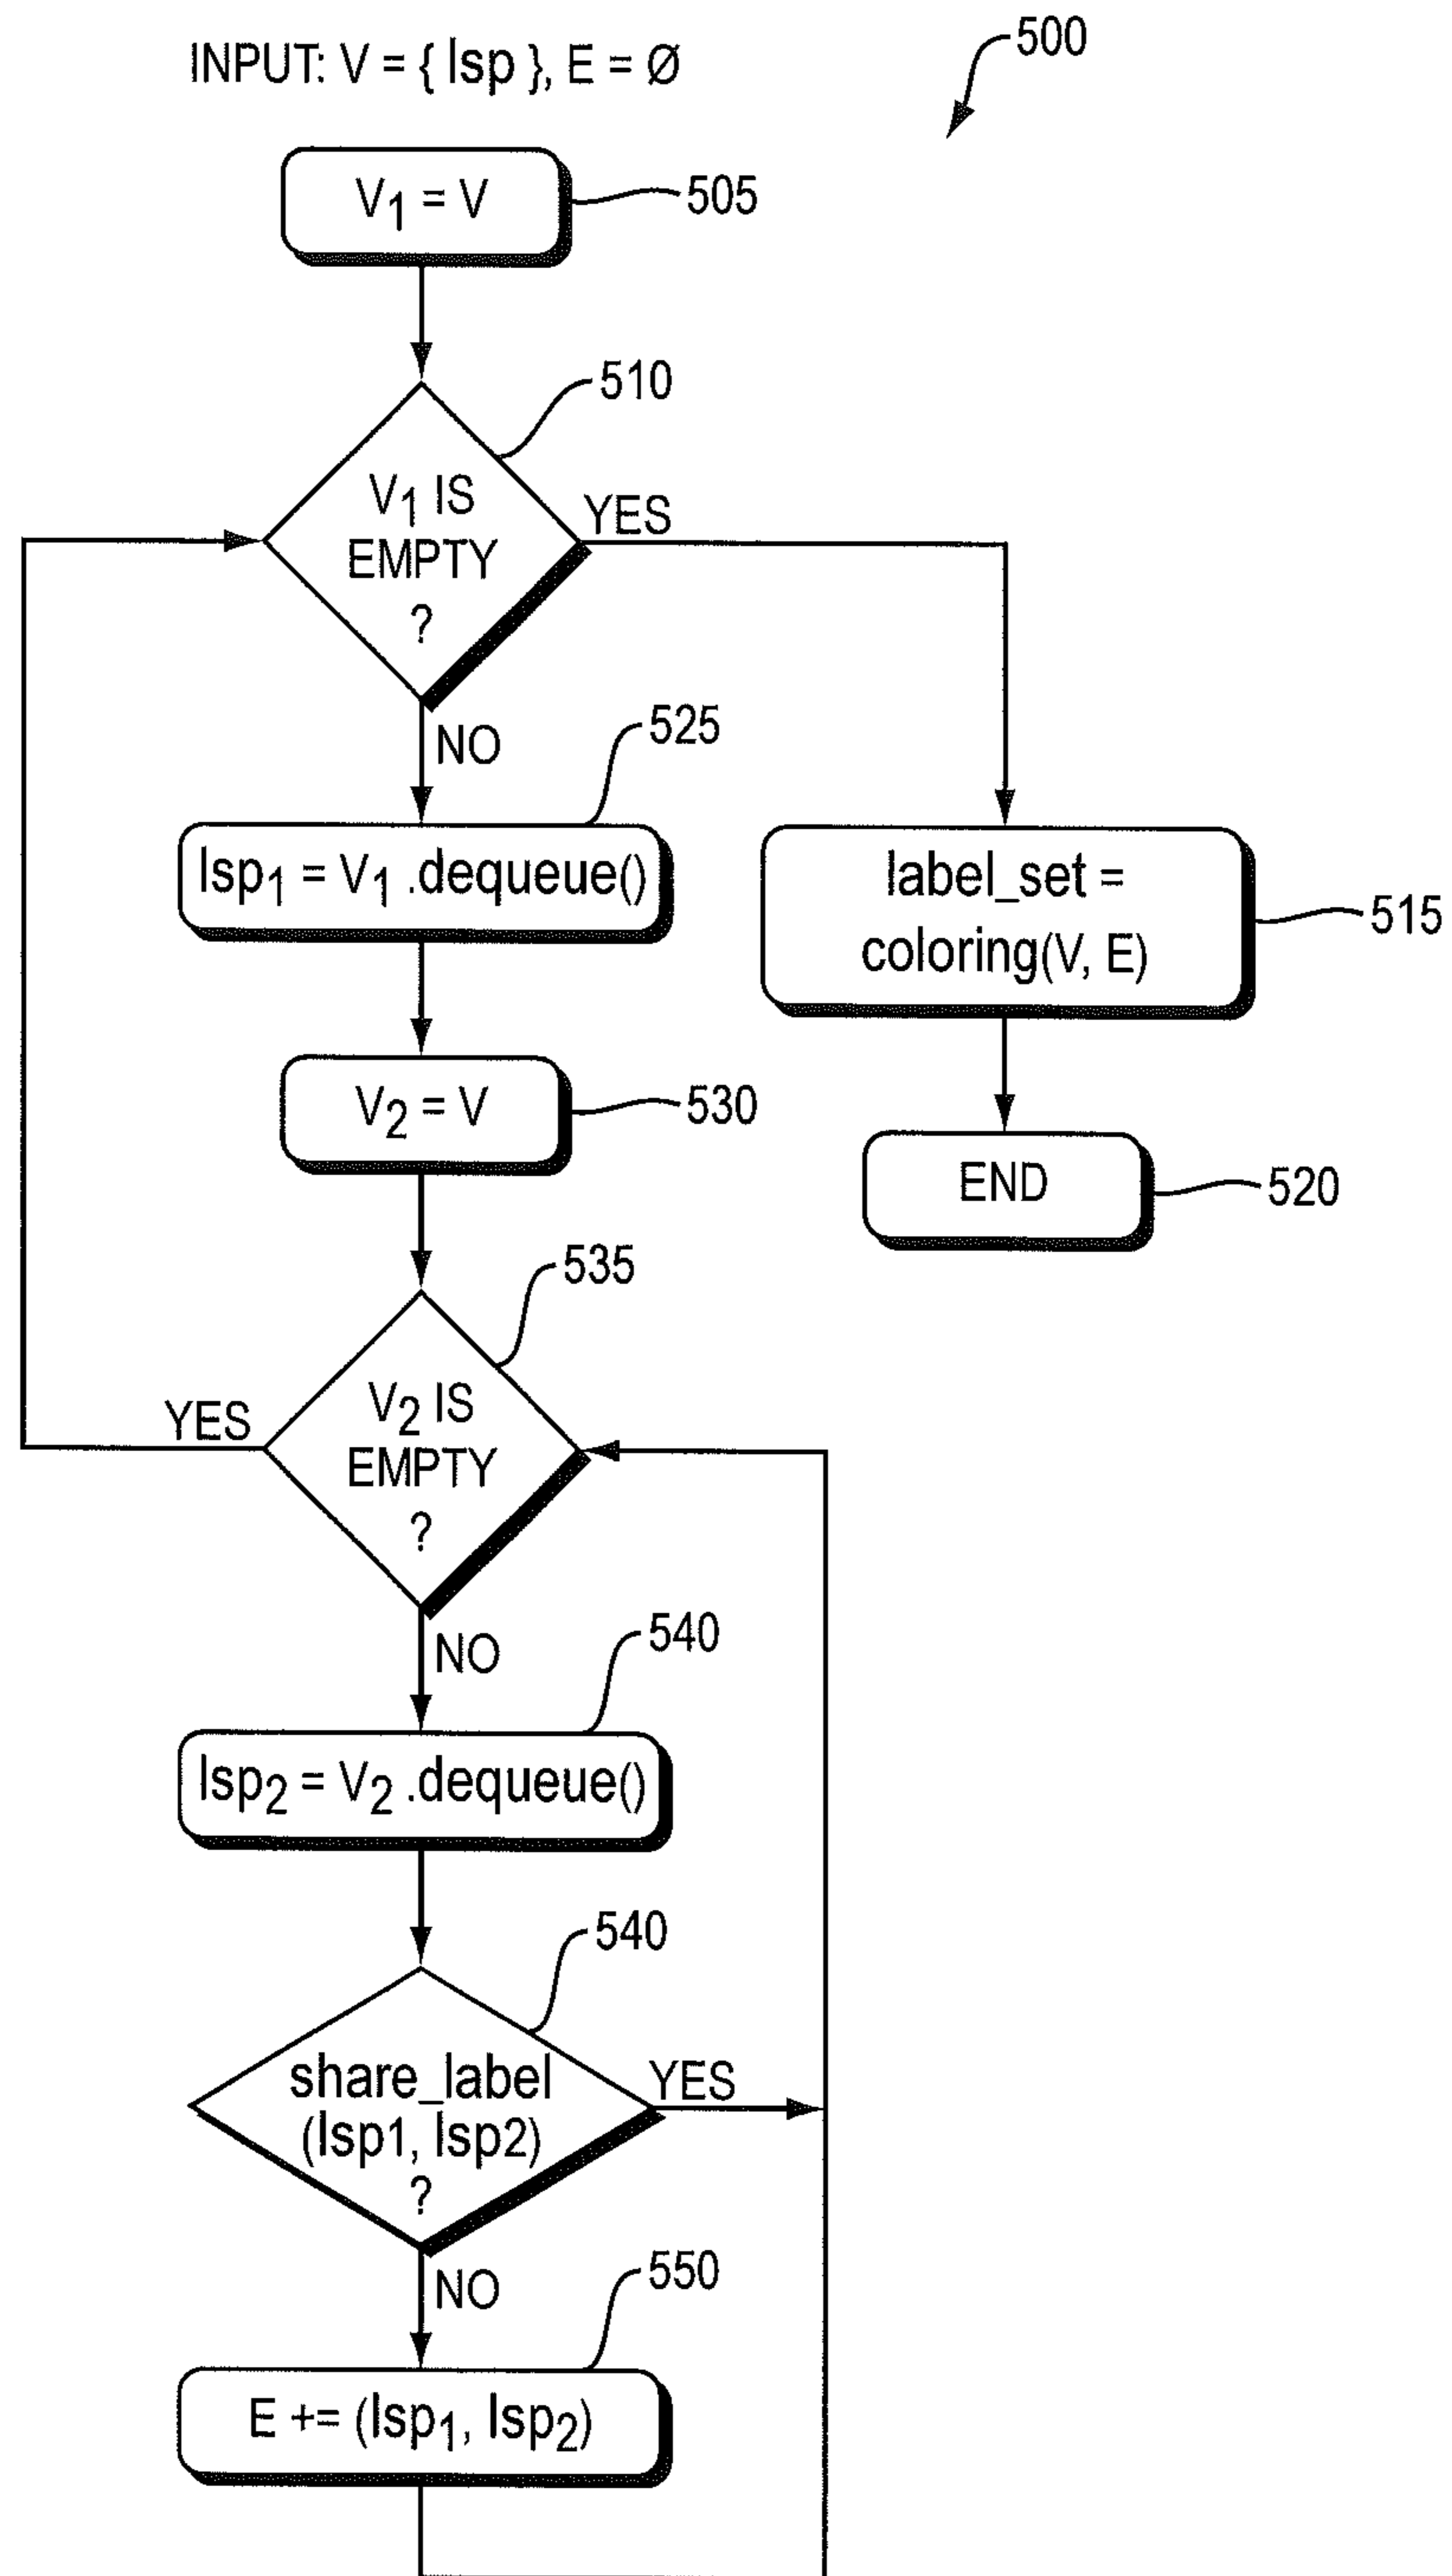 INPUT: V = { lsp }, E = Ø
500
V1 = V
505
510
V1 IS
EMPTY
?
YES
NO
525
lsp1 = V1 .dequeue()
label_set =
coloring(V, E)
515
V2 = V
530
END
520
535
V2 IS
EMPTY
?
YES
NO
540
lsp2 = V2 .dequeue()
540
share_label
(lsp1, lsp2)
?
YES
NO
550
E += (lsp1, lsp2)